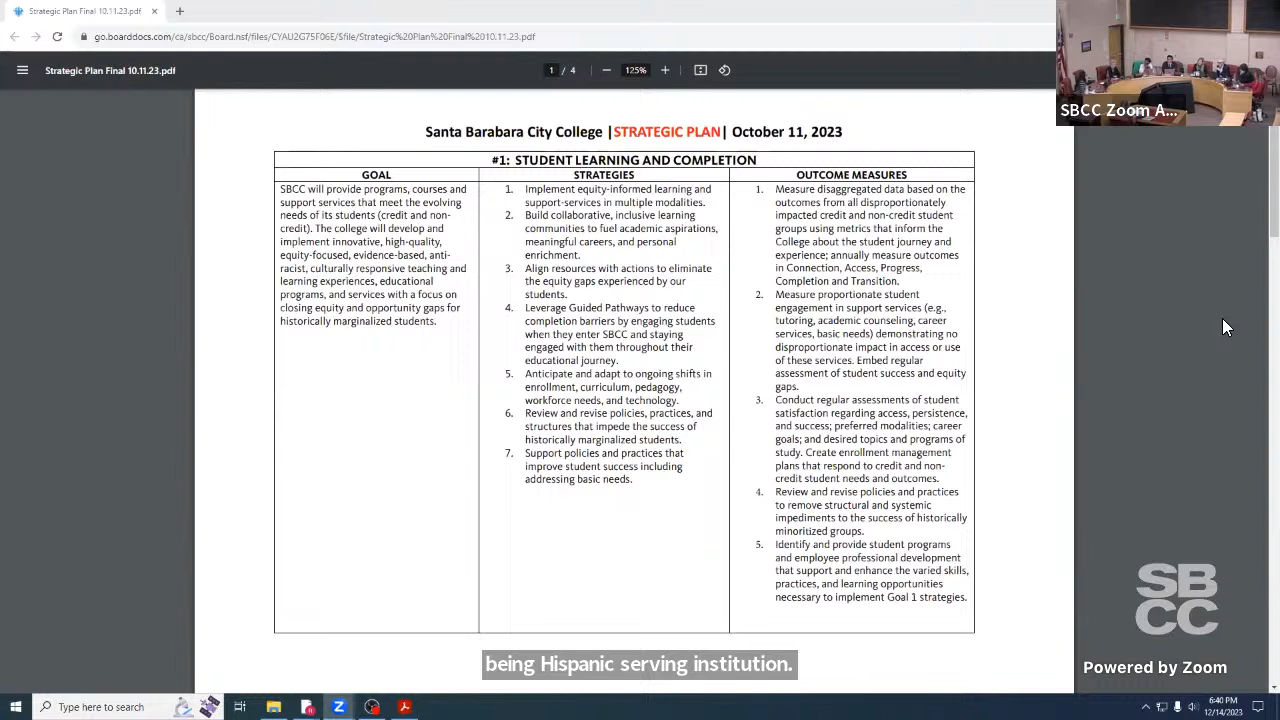 Strategic Plan Final 10.11.23.pdf
go.boarddocs.com/ca/sbcc/Board.nsf/files/CYAU2G75F06E/$file/Strategic%20Plan%20Final%2010.11.23.pdf
Strategic Plan Final 10.11.23.pdf
1 / 4
125%
SBCC Zoom A...
Santa Barabara City College |STRATEGIC PLAN| October 11, 2023
#1: STUDENT LEARNING AND COMPLETION
GOAL
SBCC will provide programs, courses and
support services that meet the evolving
needs of its students (credit and non-
credit). The college will develop and
implement innovative, high-quality,
equity-focused, evidence-based, anti-
racist, culturally responsive teaching and
learning experiences, educational
programs, and services with a focus on
closing equity and opportunity gaps for
historically marginalized students.
STRATEGIES
1. Implement equity-informed learning and
support-services in multiple modalities.
2. Build collaborative, inclusive learning
communities to fuel academic aspirations,
meaningful careers, and personal
enrichment.
3. Align resources with actions to eliminate
the equity gaps experienced by our
students.
4. Leverage Guided Pathways to reduce
completion barriers by engaging students
when they enter SBCC and staying
engaged with them throughout their
educational journey.
5. Anticipate and adapt to ongoing shifts in
enrollment, curriculum, pedagogy,
workforce needs, and technology.
6. Review and revise policies, practices, and
structures that impede the success of
historically marginalized students.
7. Support policies and practices that
improve student success including
addressing basic needs.
OUTCOME MEASURES
1. Measure disaggregated data based on the
outcomes from all disproportionately
impacted credit and non-credit student
groups using metrics that inform the
College about the student journey and
experience; annually measure outcomes
in Connection, Access, Progress,
Completion and Transition.
2. Measure proportionate student
engagement in support services (e.g.,
tutoring, academic counseling, career
services, basic needs) demonstrating no
disproportionate impact in access or use
of these services. Embed regular
assessment of student success and equity
gaps.
3. Conduct regular assessments of student
satisfaction regarding access, persistence,
and success; preferred modalities; career
goals; and desired topics and programs of
study. Create enrollment management
plans that respond to credit and non-
credit student needs and outcomes.
4. Review and revise policies and practices
to remove structural and systemic
impediments to the success of historically
minoritized groups.
5. Identify and provide student programs
and employee professional development
that support and enhance the varied skills,
practices, and learning opportunities
necessary to implement Goal 1 strategies.
being Hispanic serving institution.
SB
CC
Powered by Zoom
Type here to search
6:40 PM
12/14/2023